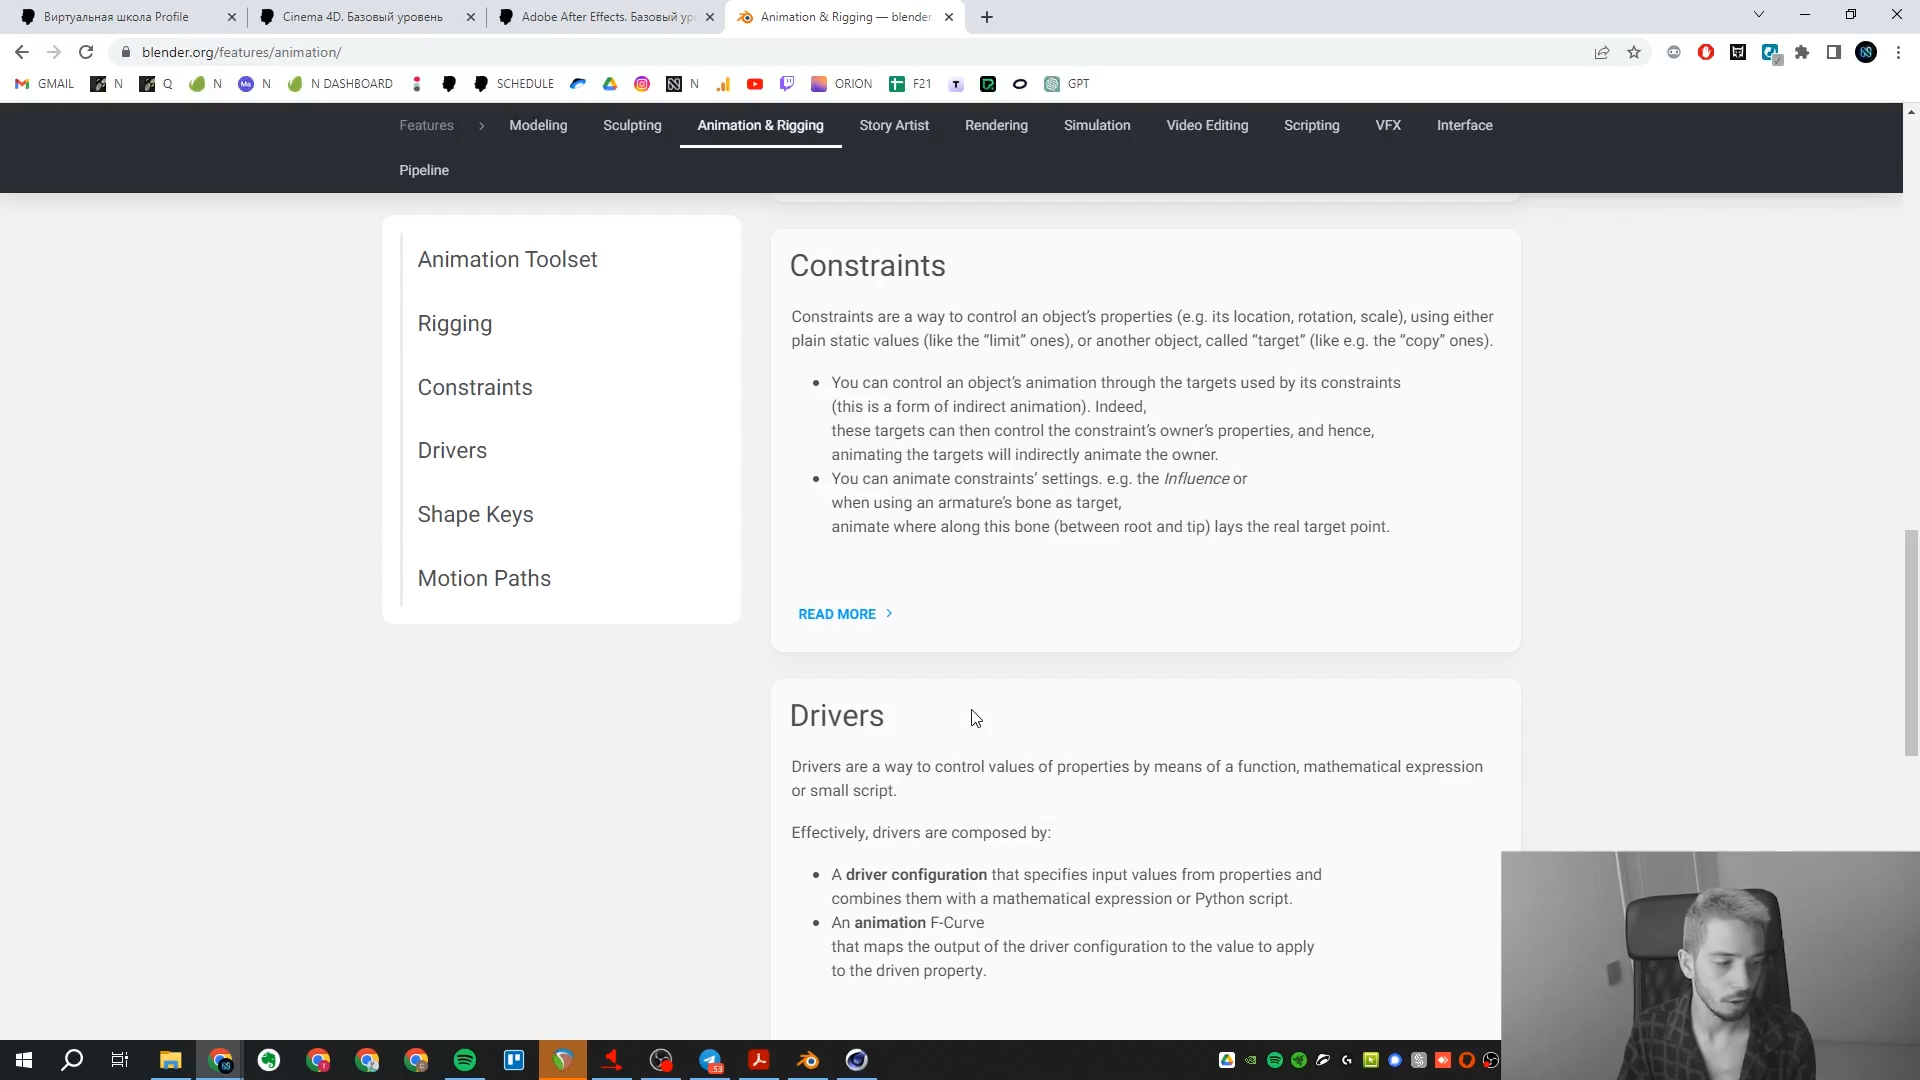 Виртуальная школа Profile
Cinema 4D. Базовый уровень
Adobe After Effects. Базовый ур
Animation & Rigging — blender.
blender.org/features/animation/
GMAIL N Q N N N DASHBOARD SCHEDULE N ORION F21 GPT
Features > Modeling Sculpting Animation & Rigging Story Artist Rendering Simulation Video Editing Scripting VFX Interface
Pipeline
Animation Toolset
Rigging
Constraints
Drivers
Shape Keys
Motion Paths
Constraints
Constraints are a way to control an object’s properties (e.g. its location, rotation, scale), using either
plain static values (like the “limit” ones), or another object, called “target” (like e.g. the “copy” ones).
• You can control an object’s animation through the targets used by its constraints
(this is a form of indirect animation). Indeed,
these targets can then control the constraint’s owner’s properties, and hence,
animating the targets will indirectly animate the owner.
• You can animate constraints’ settings. e.g. the Influence or
when using an armature’s bone as target,
animate where along this bone (between root and tip) lays the real target point.
READ MORE >
Drivers
Drivers are a way to control values of properties by means of a function, mathematical expression
or small script.
Effectively, drivers are composed by:
• A driver configuration that specifies input values from properties and
combines them with a mathematical expression or Python script.
• An animation F-Curve
that maps the output of the driver configuration to the value to apply
to the driven property.